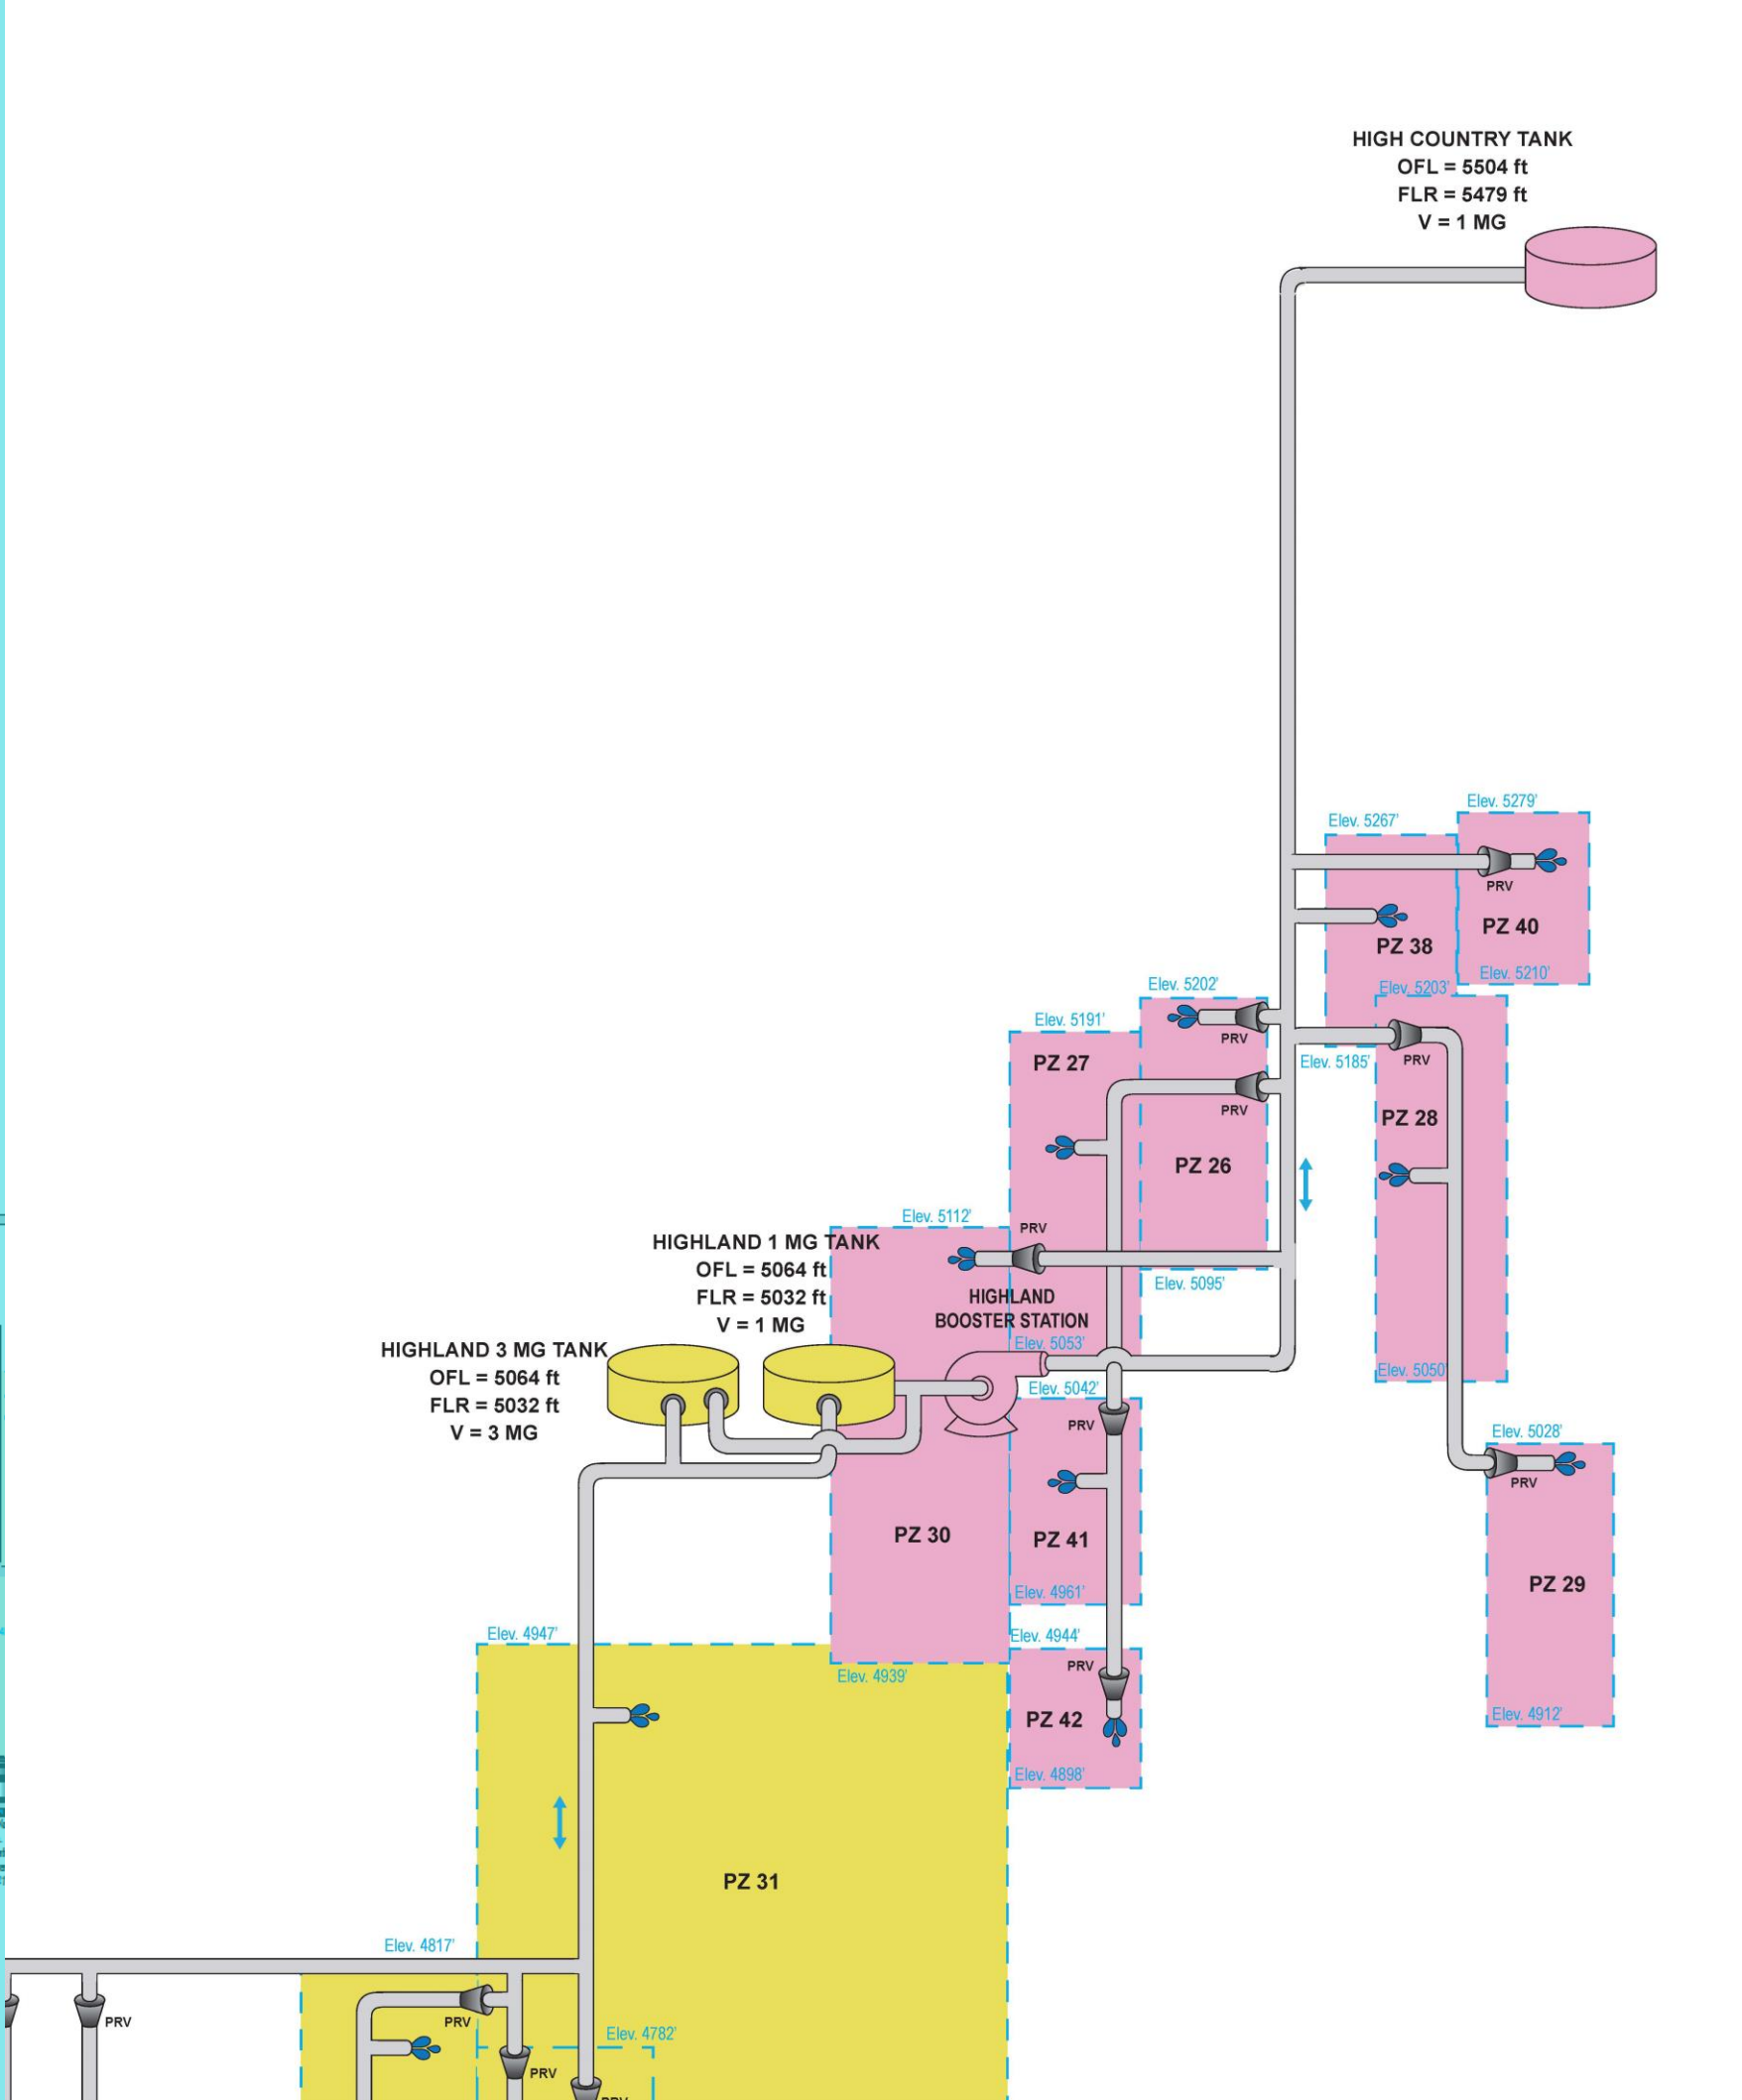 HIGH COUNTRY TANK
OFL = 5504 ft
FLR = 5479 ft
V = 1 MG
Elev. 5279'
Elev. 5267'
PRV
PZ 40
PZ 38
Elev. 5210'
Elev. 5203'
Elev. 5202'
Elev. 5191'
PRV
PZ 27
Elev. 5185'
PRV
PRV
PZ 28
PZ 26
Elev. 5112'
PRV
HIGHLAND 1 MG TANK
OFL = 5064 ft
FLR = 5032 ft
V = 1 MG
Elev. 5095'
HIGHLAND
BOOSTER STATION
Elev. 5053'
HIGHLAND 3 MG TANK
OFL = 5064 ft
FLR = 5032 ft
V = 3 MG
Elev. 5050'
Elev. 5042'
PRV
Elev. 5028'
PRV
PZ 30
PZ 41
PZ 29
Elev. 4961'
Elev. 4947'
Elev. 4944'
Elev. 4939'
PRV
PZ 42
Elev. 4912'
Elev. 4898'
PZ 31
Elev. 4817'
PRV
PRV
Elev. 4782'
PRV